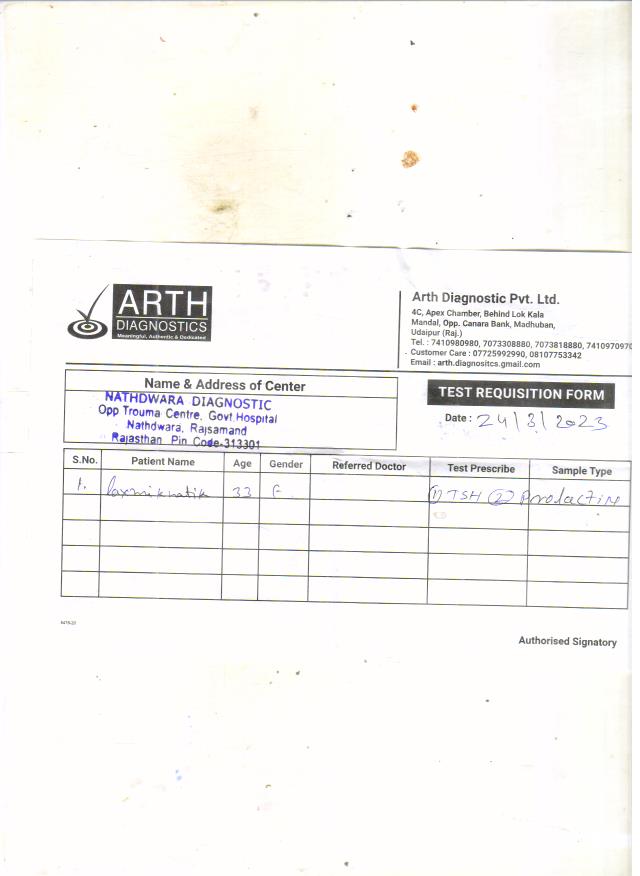 ARTH
DIAGNOSTICS
Meaningful, Authentic & Dedicated
Arth Diagnostic Pvt. Ltd.
4C, Apex Chamber, Behind Lok Kala
Mandal, Opp. Canara Bank, Madhuban,
Udaipur (Raj.)
Tel. : 7410980980, 7073308880, 7073818880, 7410970970
Customer Care : 07725992990, 08107753342
Email : arth.diagnositcs.gmail.com
Name & Address of Center
NATHDWARA DIAGNOSTIC
Opp Trouma Centre, Govt.Hospital
Nathdwara, Rajsamand
Rajasthan Pin Code-313301
TEST REQUISITION FORM
Date : 24/3/2023
S.No. Patient Name Age Gender Referred Doctor Test Prescribe Sample Type
1. laxmi khatik 33 F (1) TSH (2) Prolactin
Authorised Signatory